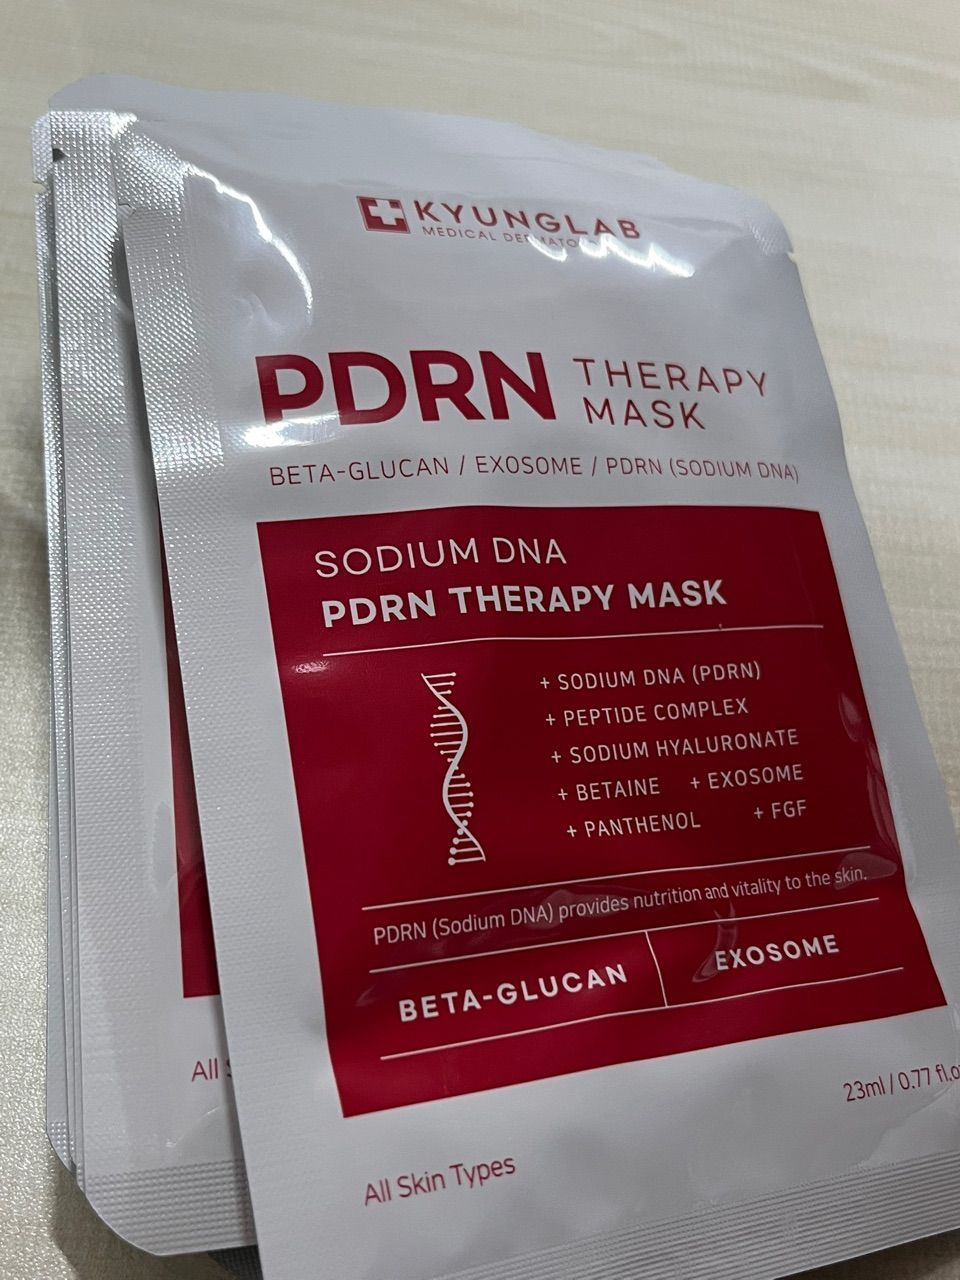 KYUNGLAB
MEDICAL
PDRN THERAPY
MASK
BETA-GLUCAN / EXOSOME / PDRN (SODIUM DNA)
SODIUM DNA
PDRN THERAPY MASK
+ SODIUM DNA (PDRN)
+ PEPTIDE COMPLEX
+ SODIUM HYALURONATE
+ BETAINE + EXOSOME
+ PANTHENOL + FGF
PDRN (Sodium DNA) provides nutrition and vitality to the skin.
BETA-GLUCAN EXOSOME
23ml / 0.77 fl.o
All Skin Types
All S